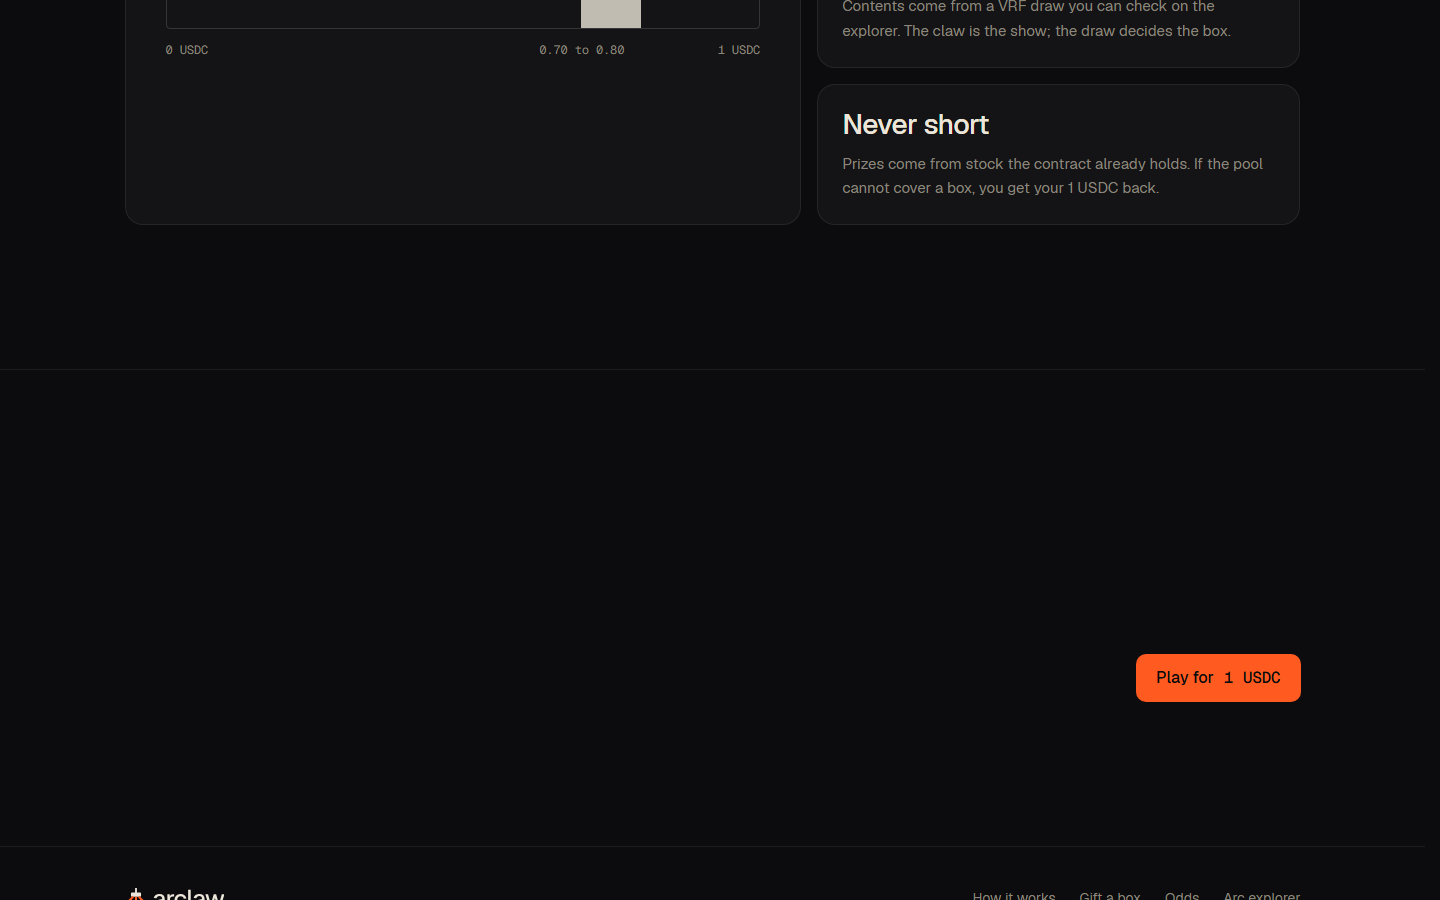 Contents come from a VRF draw you can check on the
explorer. The claw is the show; the draw decides the box.
0 USDC
0.70 to 0.80
1 USDC
Never short
Prizes come from stock the contract already holds. If the pool
cannot cover a box, you get your 1 USDC back.
Play for 1 USDC
arclaw
How it works
Gift a box
Odds
Arc explorer